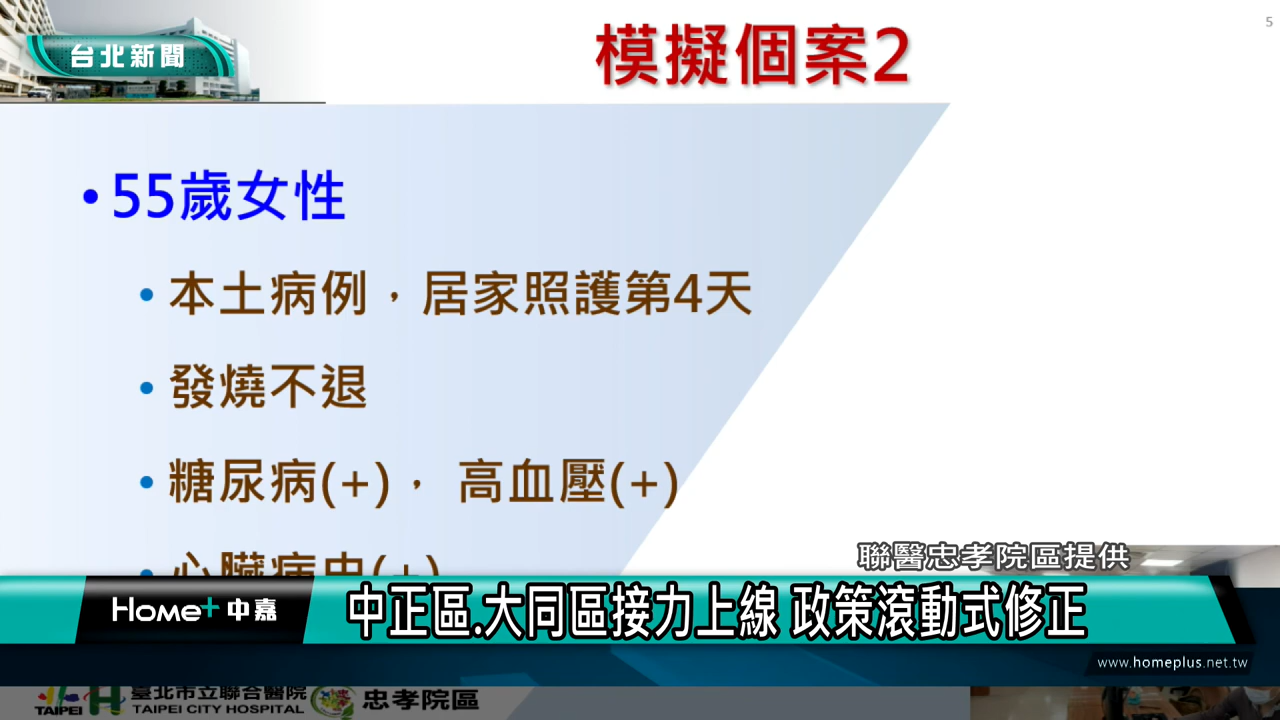 5
台北新聞
模擬個案2
•55歲女性
•本土病例，居家照護第4天
•發燒不退
•糖尿病(+)， 高血壓(+)
•心臟病史(+)
聯醫忠孝院區提供
Home+中嘉
中正區.大同區接力上線 政策滾動式修正
www.homeplus.net.tw
TAIPEI
臺北市立聯合醫院
TAIPEI CITY HOSPITAL
忠孝院區